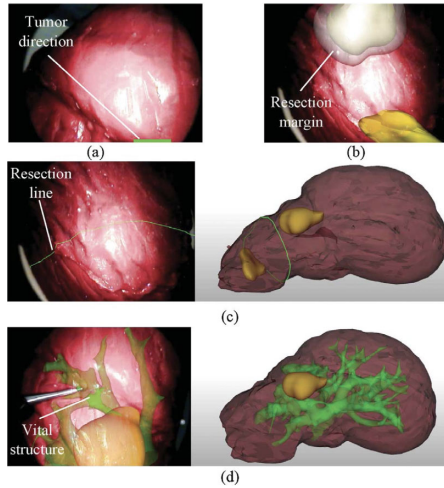 Tumor
direction
(a)
Resection
margin
(b)
Resection
line
(c)
Vital
structure
(d)